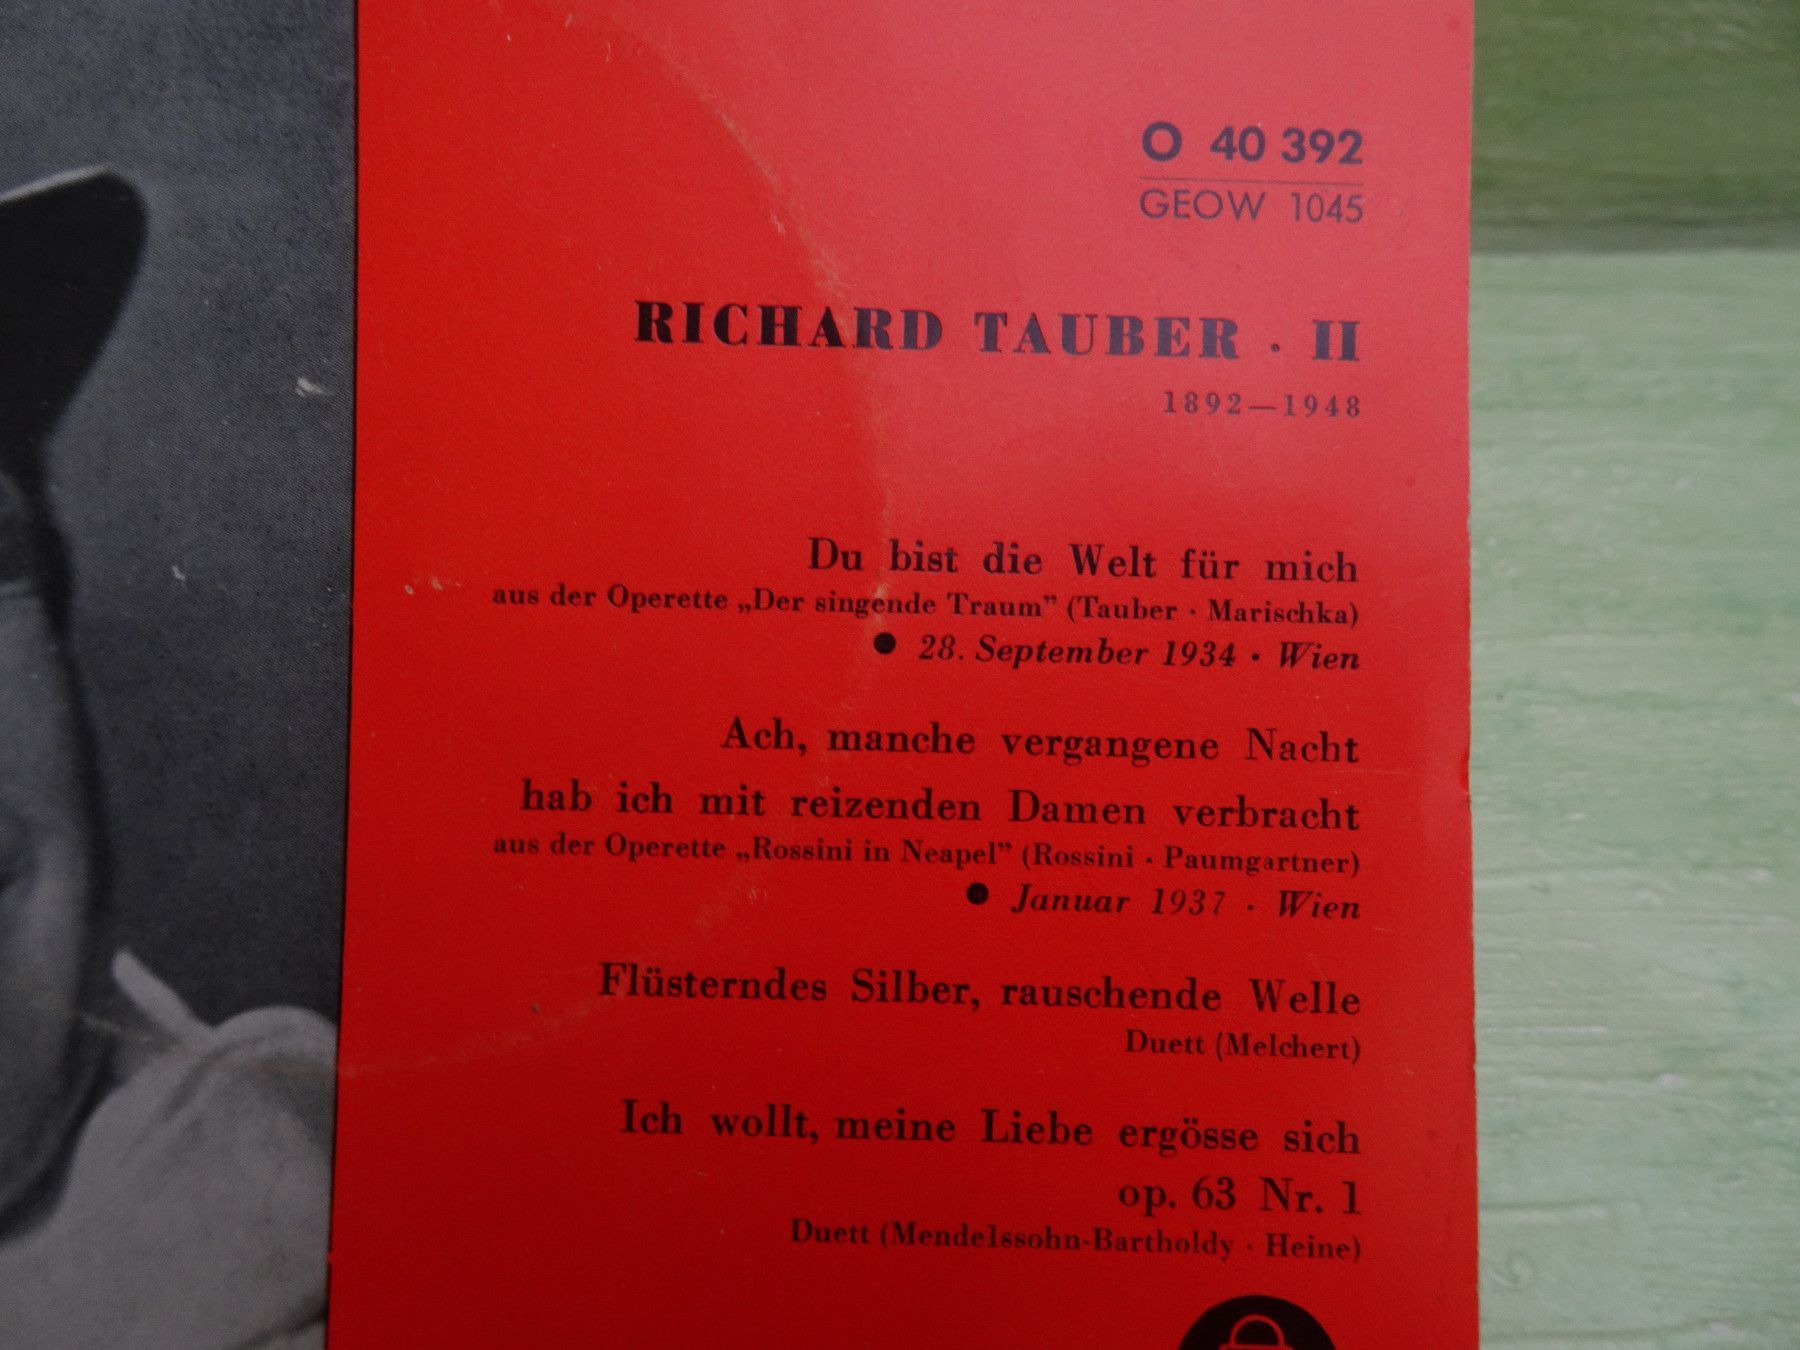 O 40 392
GEOW 1045
RICHARD TAUBER · II
1892—1948
Du bist die Welt für mich
aus der Operette „Der singende Traum” (Tauber · Marischka)
● 28. September 1934 · Wien
Ach, manche vergangene Nacht
hab ich mit reizenden Damen verbracht
aus der Operette „Rossini in Neapel” (Rossini · Paumgartner)
● Januar 1937 · Wien
Flüsterndes Silber, rauschende Welle
Duett (Melchert)
Ich wollt, meine Liebe ergösse sich
op. 63 Nr. 1
Duett (Mendelssohn-Bartholdy · Heine)